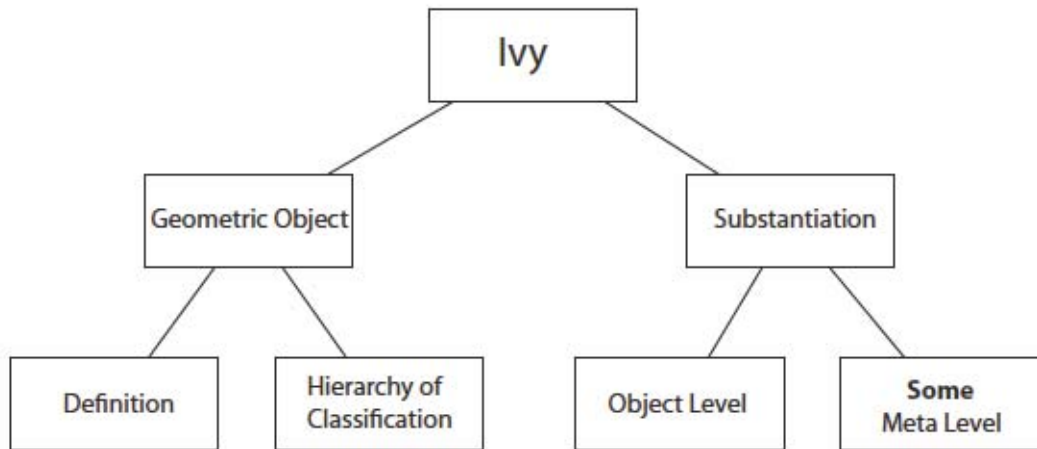 Ivy
Geometric Object
Substantiation
Definition
Hierarchy of
Classification
Object Level
Some
Meta Level